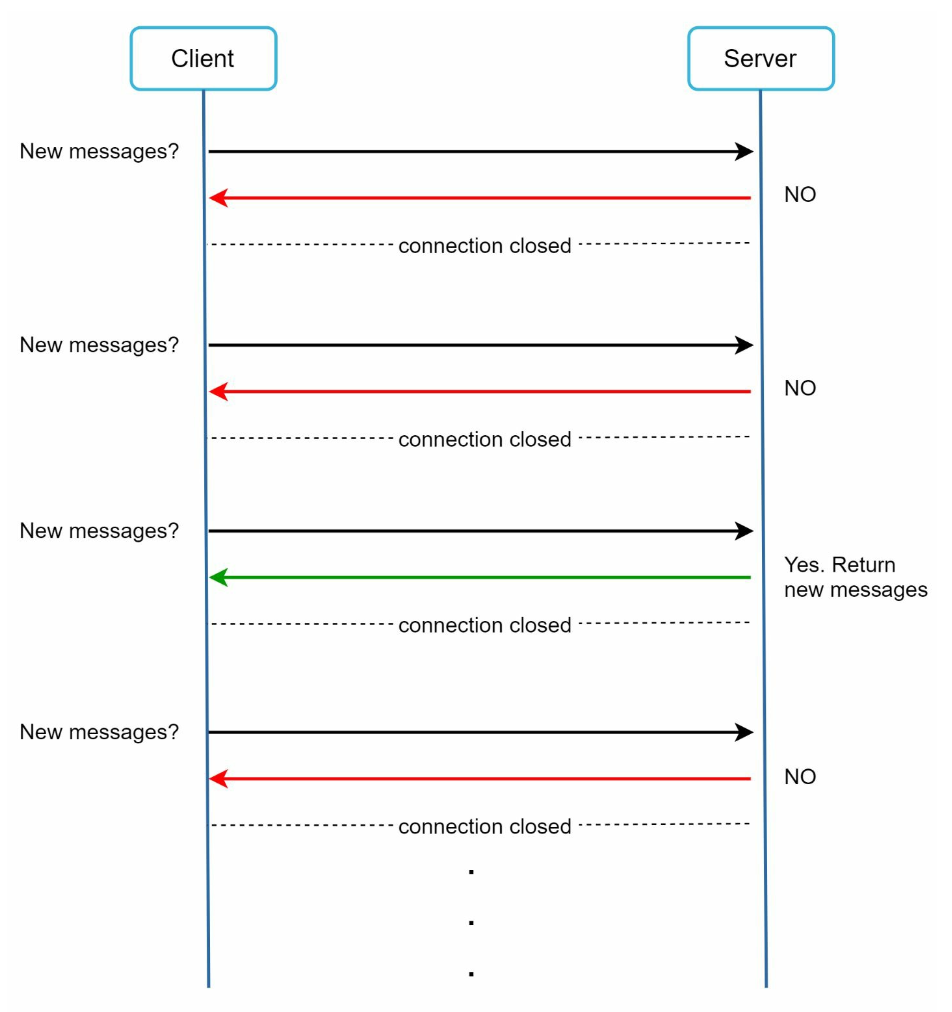 Client
Server
New messages?
NO
connection closed
New messages?
NO
connection closed
New messages?
Yes. Return
new messages
connection closed
New messages?
NO
connection closed